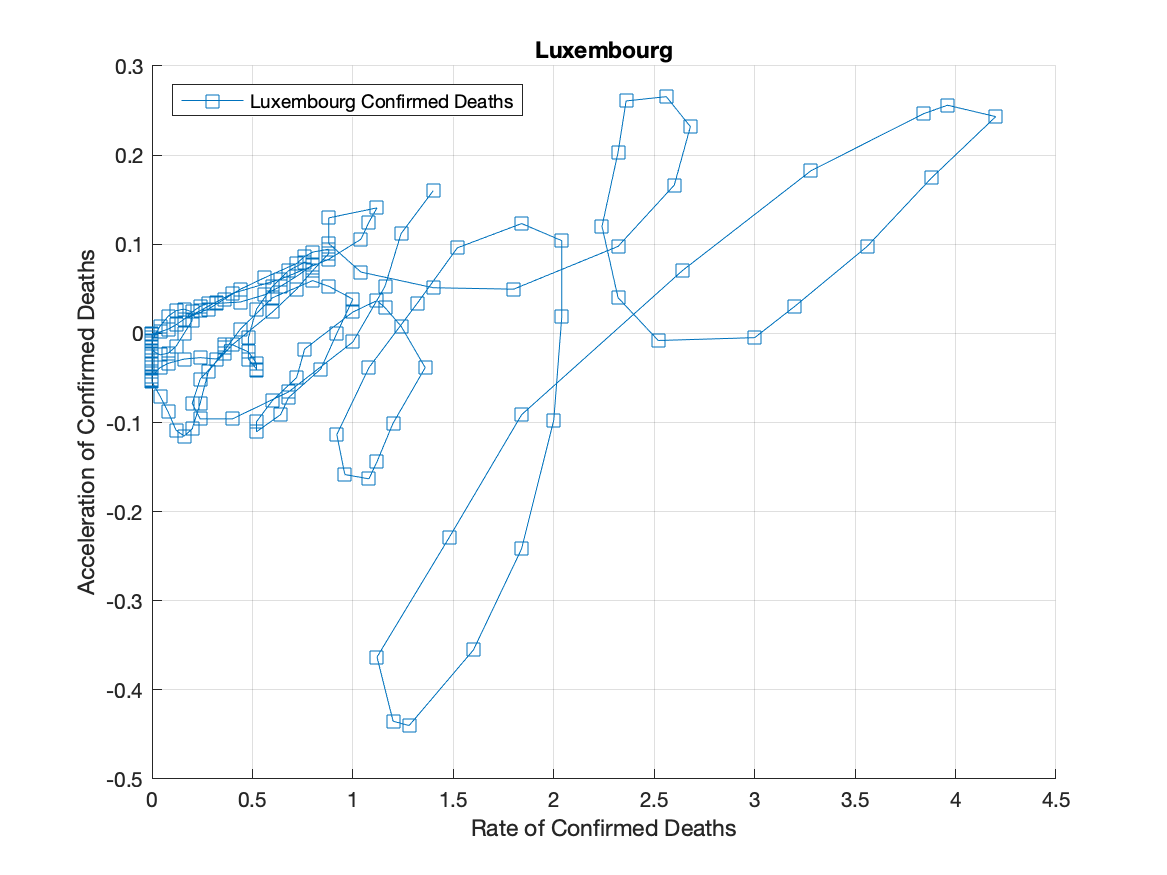 Luxembourg
Luxembourg Confirmed Deaths
0.3
0.2
0.1
0
-0.1
-0.2
-0.3
-0.4
-0.5
Acceleration of Confirmed Deaths
0 0.5 1 1.5 2 2.5 3 3.5 4 4.5
Rate of Confirmed Deaths